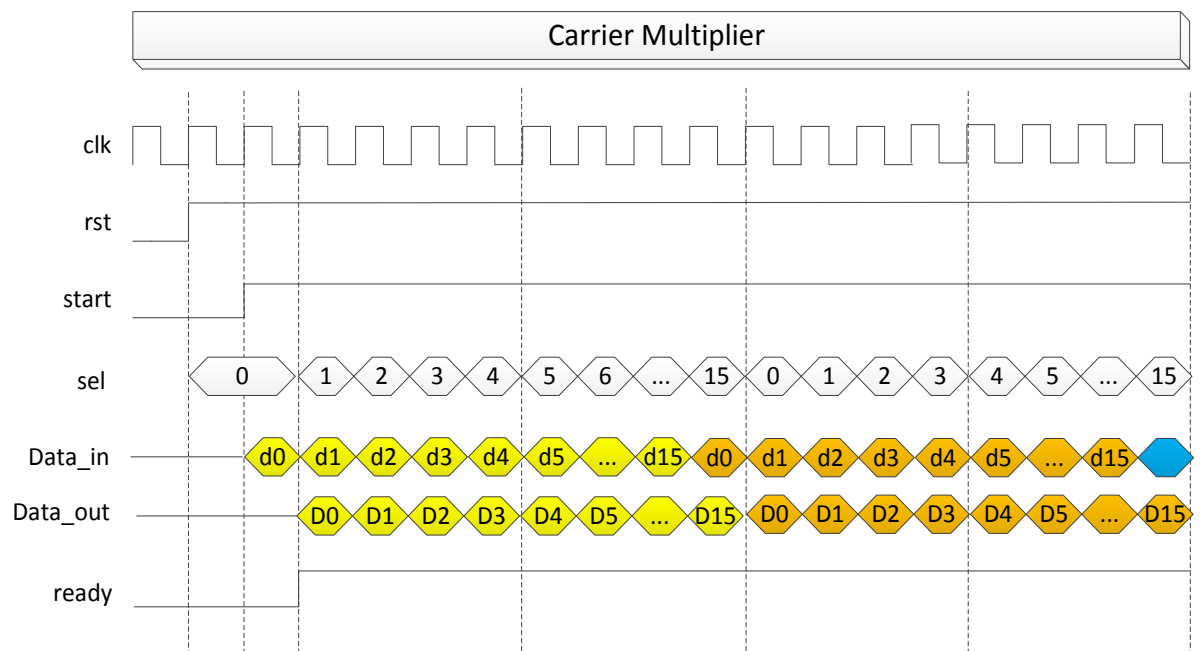 Carrier Multiplier
clk
rst
start
sel 0 1 2 3 4 5 6 ... 15 0 1 2 3 4 5 ... 15
Data_in d0 d1 d2 d3 d4 d5 ... d15 d0 d1 d2 d3 d4 d5 ... d15
Data_out D0 D1 D2 D3 D4 D5 ... D15 D0 D1 D2 D3 D4 D5 ... D15
ready